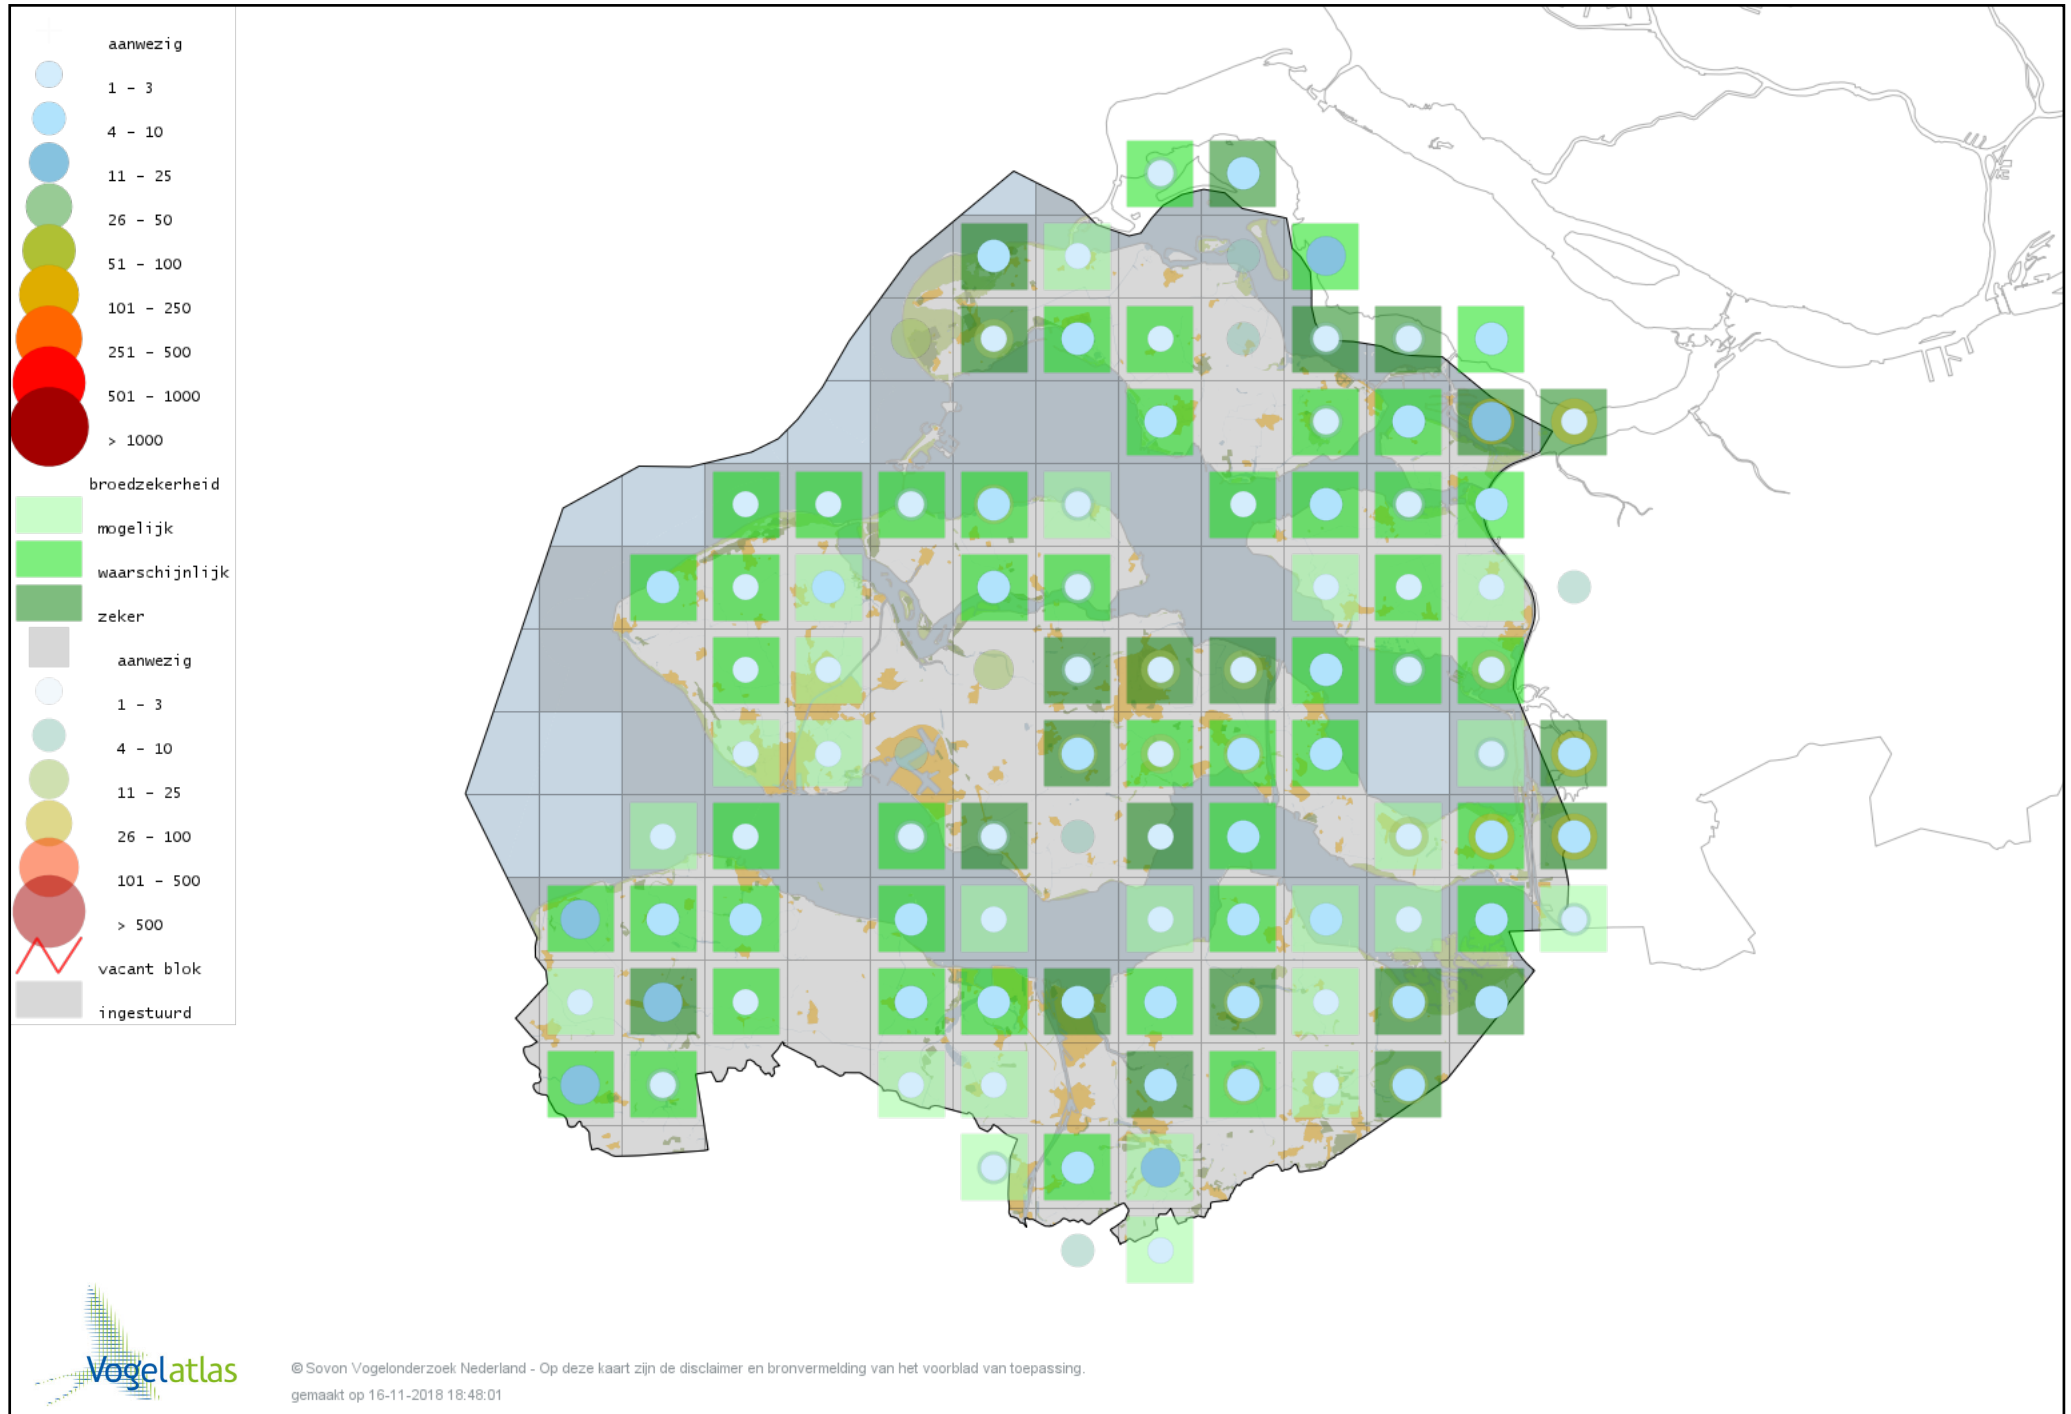 aanwezig
1 - 3
4 - 10
11 - 25
26 - 50
51 - 100
101 - 250
251 - 500
501 - 1000
> 1000
broedzekerheid
mogelijk
waarschijnlijk
zeker
aanwezig
1 - 3
4 - 10
11 - 25
26 - 100
101 - 500
> 500
vacant blok
ingestuurd
Vogelatlas
© Sovon Vogelonderzoek Nederland - Op deze kaart zijn de disclaimer en bronvermelding van het voorblad van toepassing.
gemaakt op 16-11-2018 18:48:01